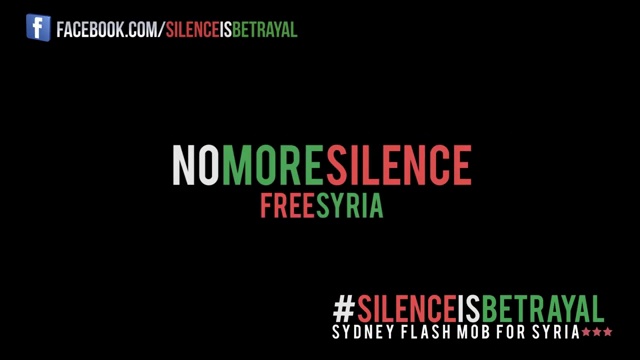 f FACEBOOK.COM/SILENCEISBETRAYAL
NOMORESILENCE
FREESYRIA
#SILENCEISBETRAYAL
SYDNEY FLASH MOB FOR SYRIA★★★